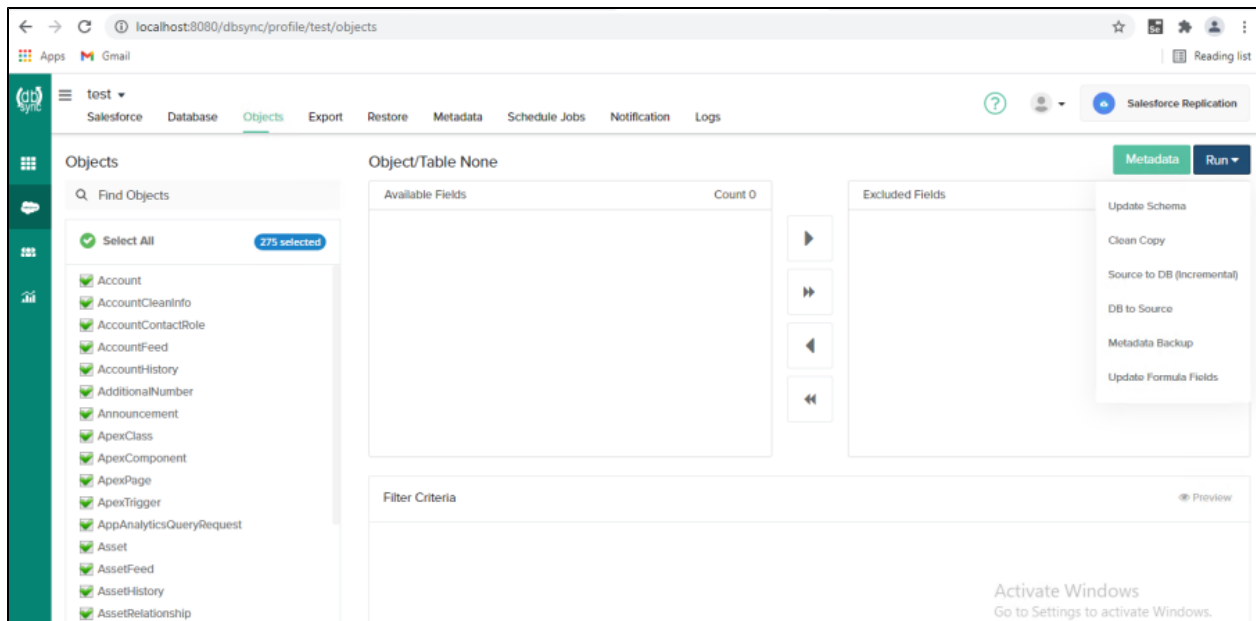 localhost:8080/dbsync/profile/test/objects
Apps Gmail Reading list
(db)
sync
test
Salesforce Database Objects Export Restore Metadata Schedule Jobs Notification Logs
Salesforce Replication
Objects
Object/Table None
Metadata Run
Find Objects
Available Fields Count 0
Excluded Fields
Update Schema
Select All 275 selected
Clean Copy
Account
Source to DB (Incremental)
AccountCleanInfo
DB to Source
AccountContactRole
Metadata Backup
AccountFeed
AccountHistory
Update Formula Fields
AdditionalNumber
Announcement
ApexClass
ApexComponent
ApexPage
ApexTrigger
Filter Criteria Preview
AppAnalyticsQueryRequest
Asset
AssetFeed
AssetHistory
AssetRelationship
Activate Windows
Go to Settings to activate Windows.